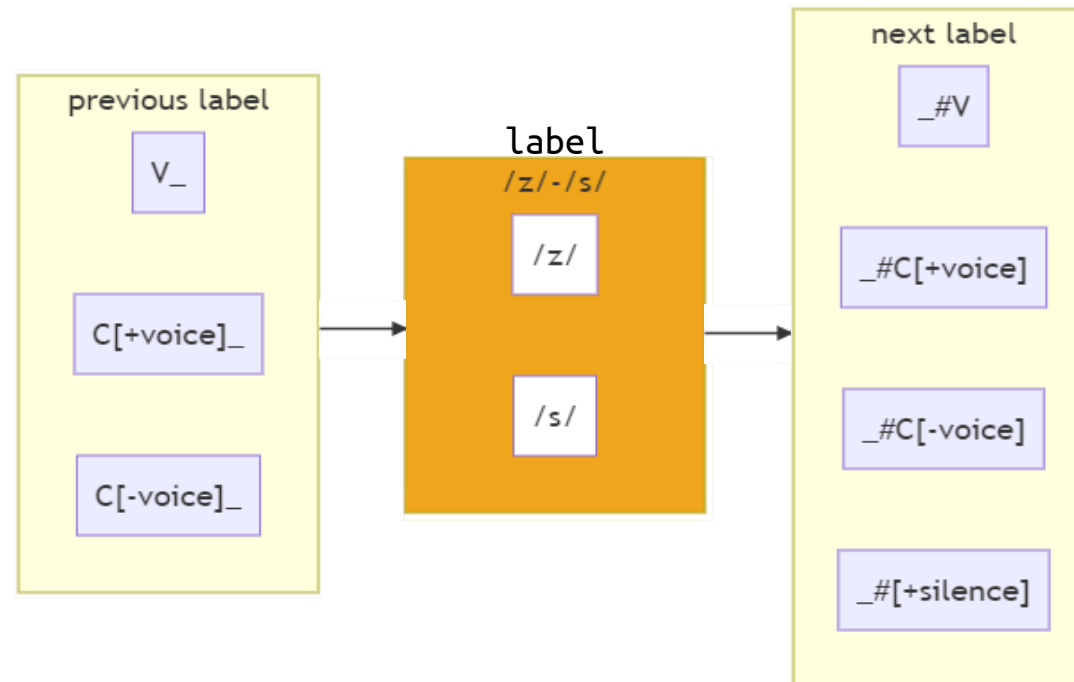 previous label
V_
C[+voice]_
C[-voice]_
label
/z/-/s/
/z/
/s/
next label
_#V
_#C[+voice]
_#C[-voice]
_#[+silence]